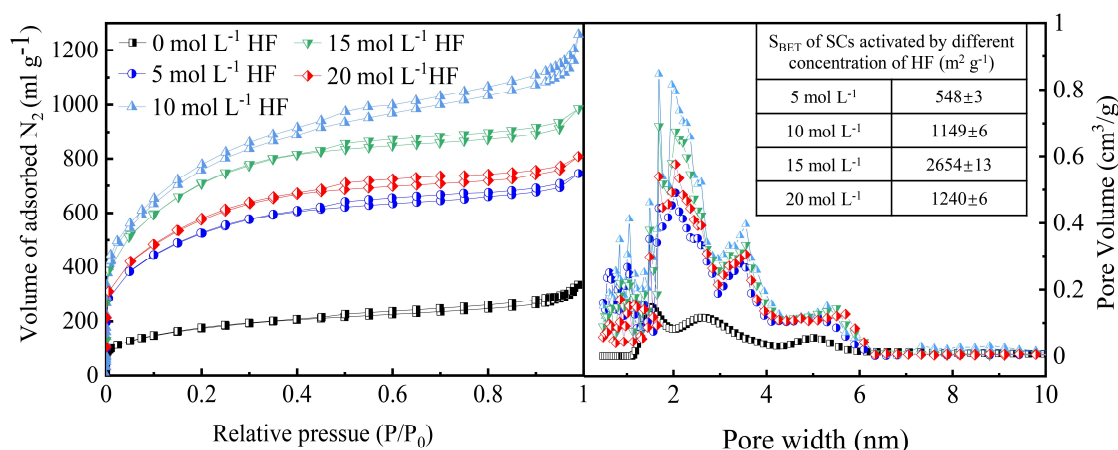 Volume of adsorbed N₂ (ml g⁻¹)
1200
1000
800
600
400
200
0
0 mol L⁻¹ HF
15 mol L⁻¹ HF
5 mol L⁻¹ HF
20 mol L⁻¹HF
10 mol L⁻¹ HF
0
0.2
0.4
0.6
0.8
1
Relative pressue (P/P₀)
S_BET of SCs activated by different
concentration of HF (m² g⁻¹)
5 mol L⁻¹ 548±3
10 mol L⁻¹ 1149±6
15 mol L⁻¹ 2654±13
20 mol L⁻¹ 1240±6
2
4
6
8
10
Pore width (nm)
1
0.8
0.6
0.4
0.2
0
Pore Volume (cm³/g)